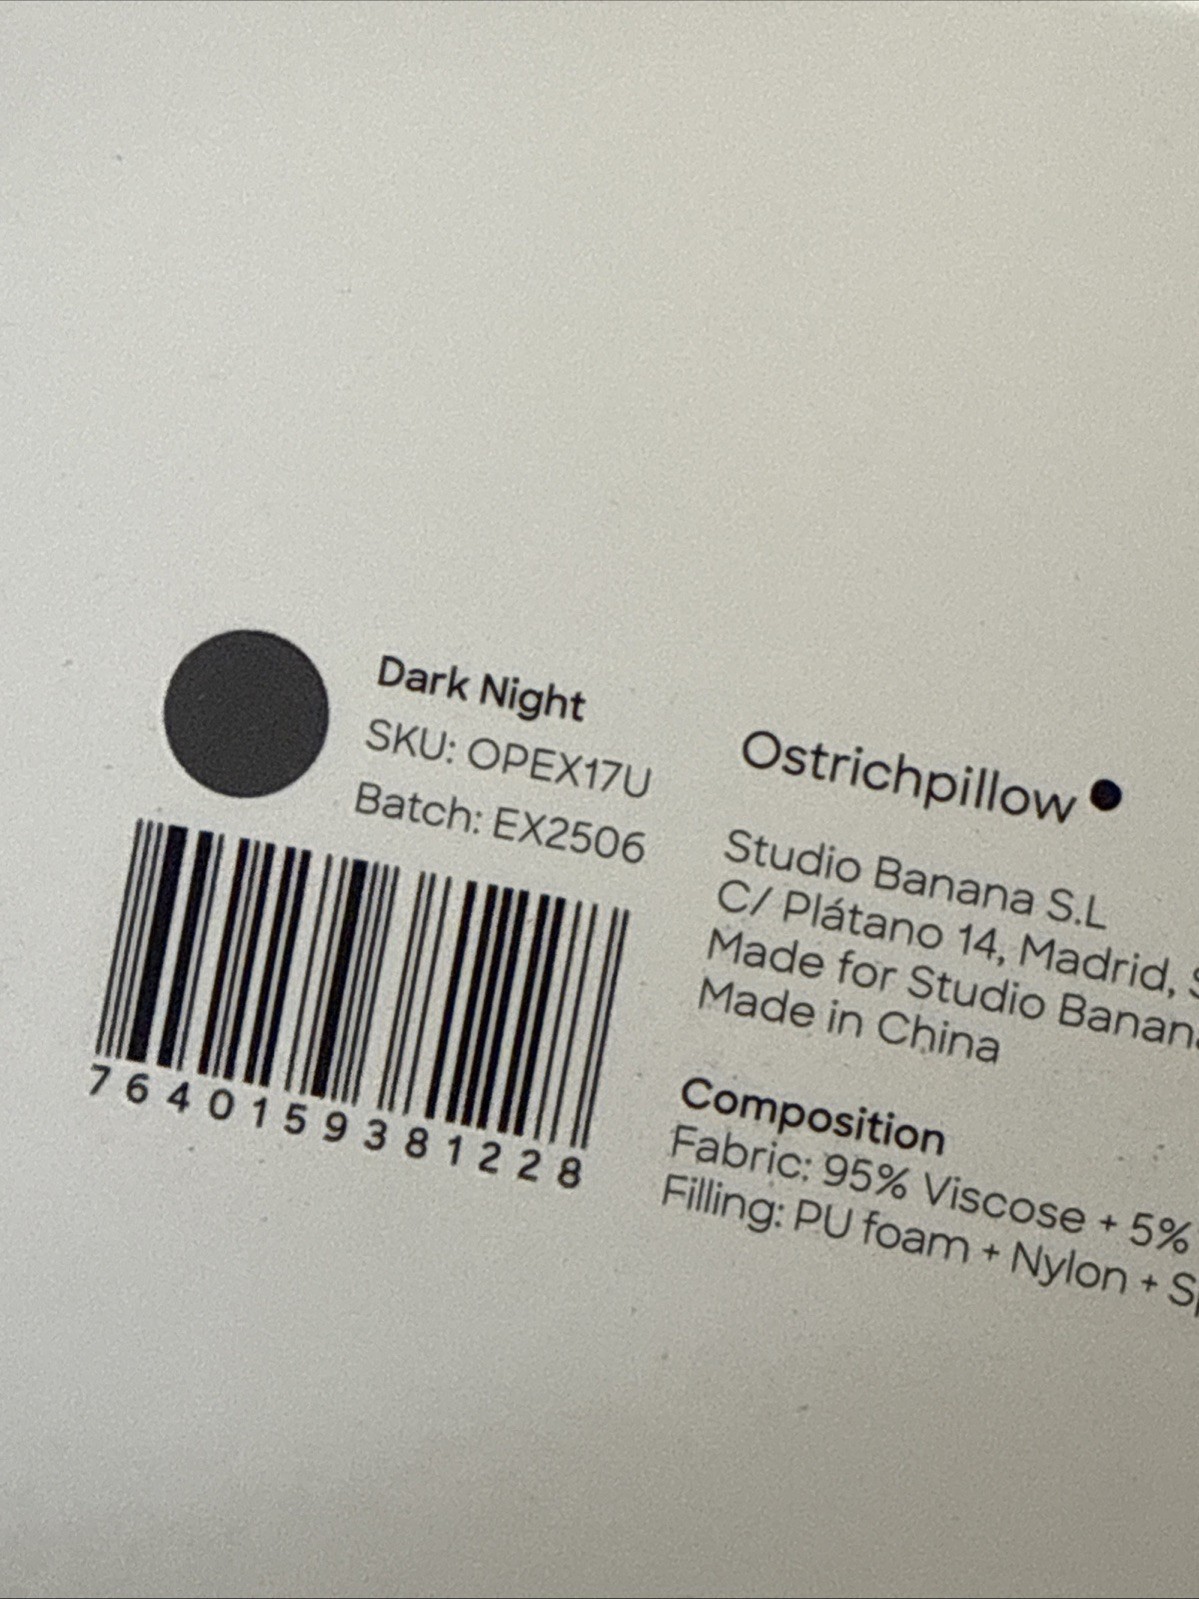 Dark Night
SKU: OPEX17U
Batch: EX2506
7640159381228
Ostrichpillow
Studio Banana S.L
C/ Plátano 14, Madrid,
Made for Studio
Made in China
Composition
Fabric: 95% Viscose + 5%
Filling: PU foam + Nylon +